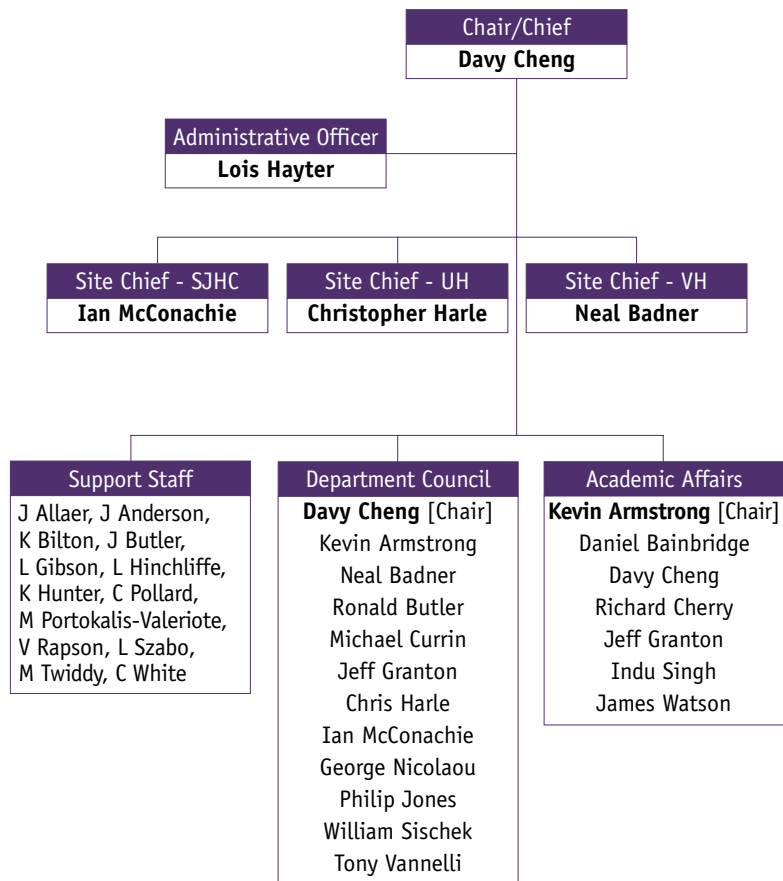 Chair/Chief
Davy Cheng
Administrative Officer
Lois Hayter
Site Chief - SJHC
Ian McConachie
Site Chief - UH
Christopher Harle
Site Chief - VH
Neal Badner
Support Staff
J Allaer, J Anderson,
K Bilton, J Butler,
L Gibson, L Hinchliffe,
K Hunter, C Pollard,
M Portokalis-Valeriote,
V Rapson, L Szabo,
M Twiddy, C White
Department Council
Davy Cheng [Chair]
Kevin Armstrong
Neal Badner
Ronald Butler
Michael Currin
Jeff Granton
Chris Harle
Ian McConachie
George Nicolaou
Philip Jones
William Sischek
Tony Vannelli
Academic Affairs
Kevin Armstrong [Chair]
Daniel Bainbridge
Davy Cheng
Richard Cherry
Jeff Granton
Indu Singh
James Watson